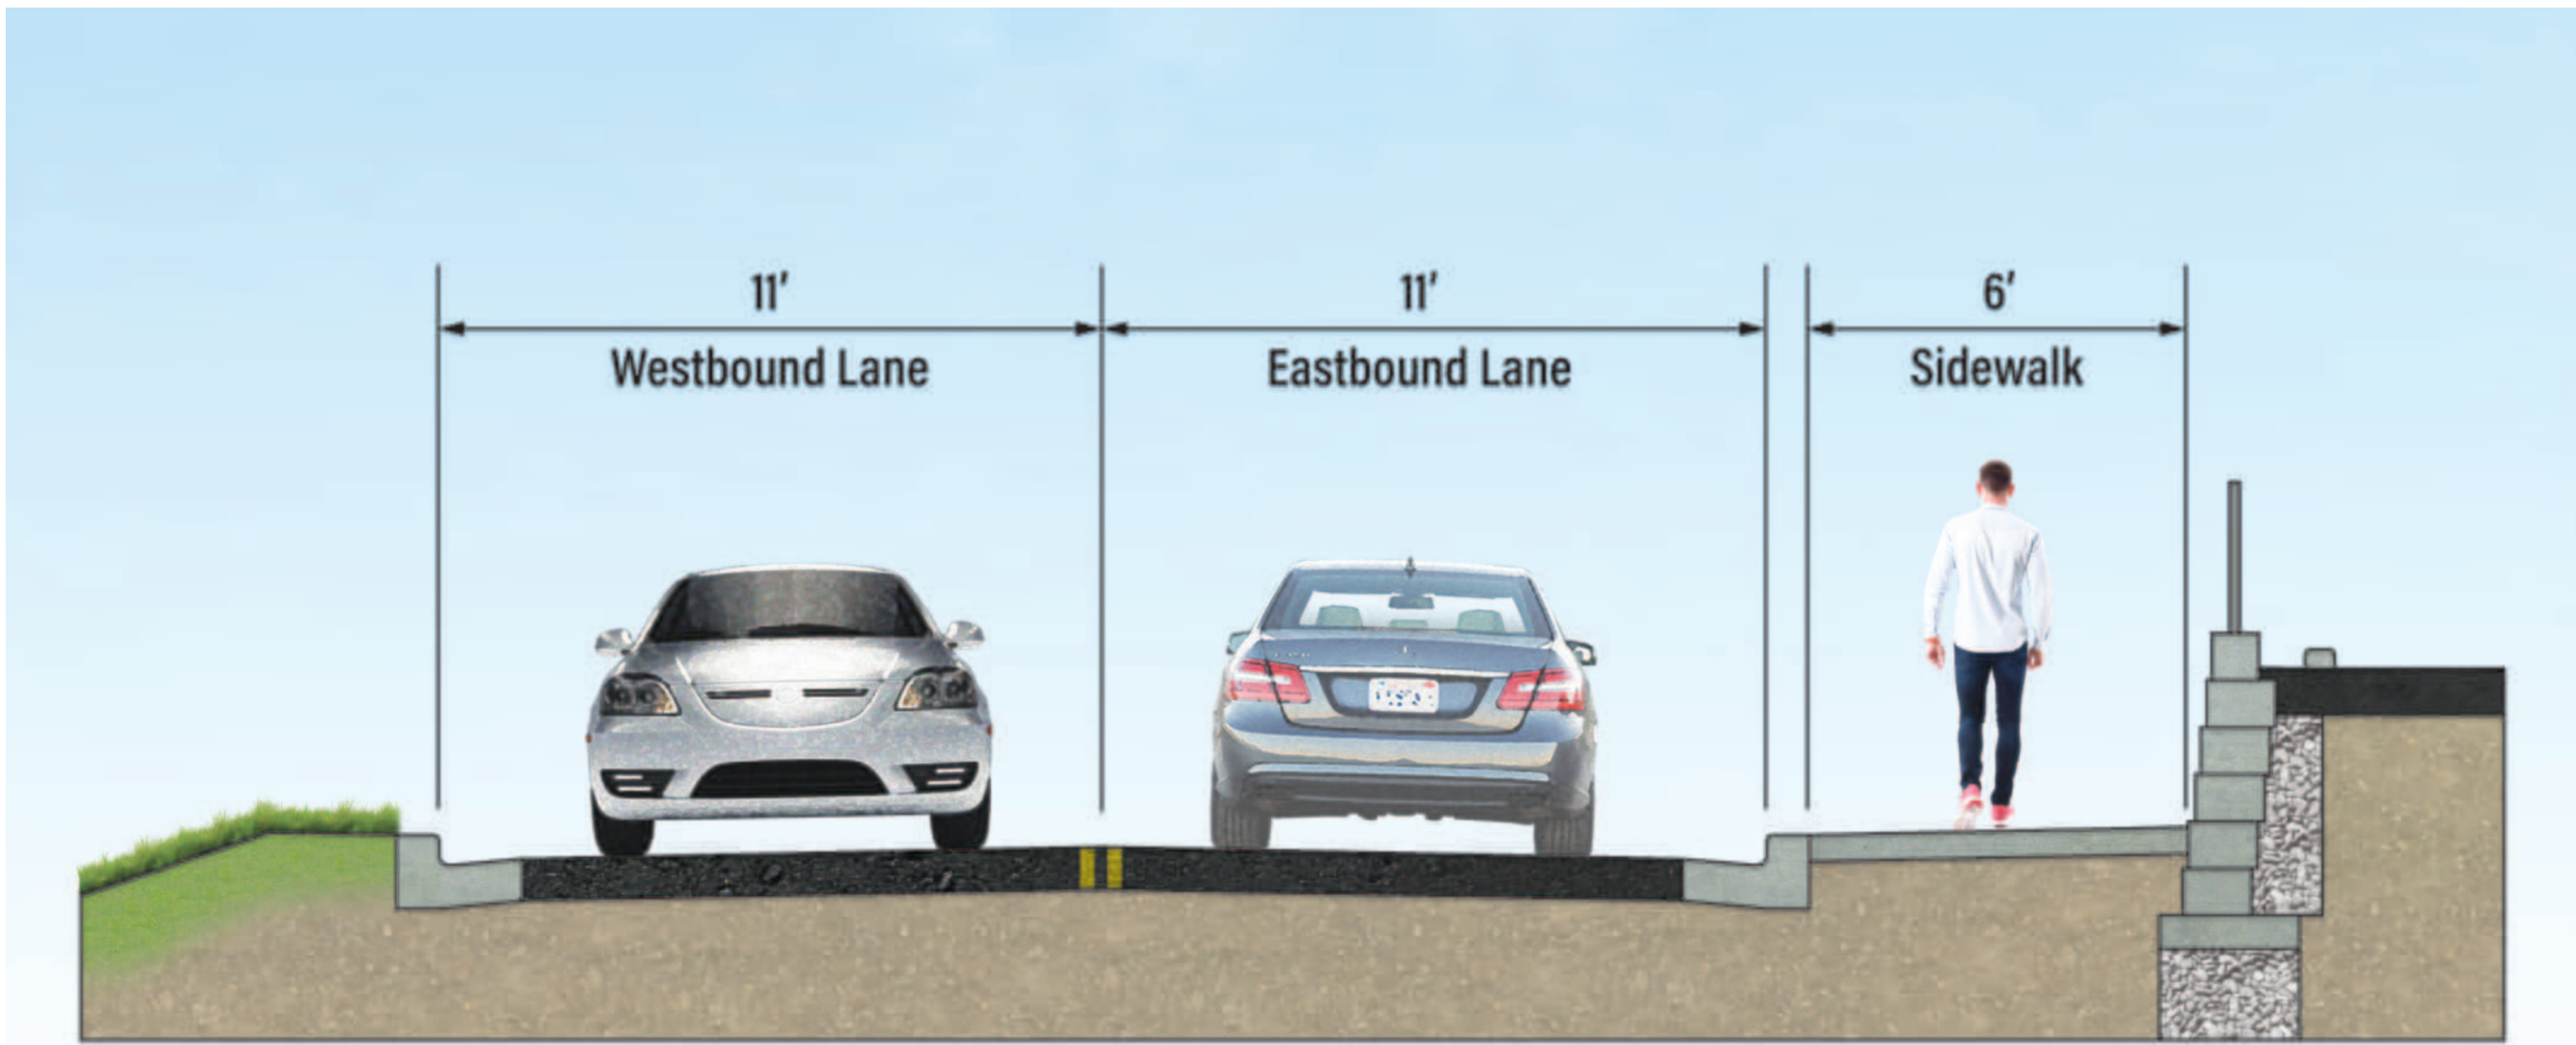 11’
11’
6’
Westbound Lane
Eastbound Lane
Sidewalk